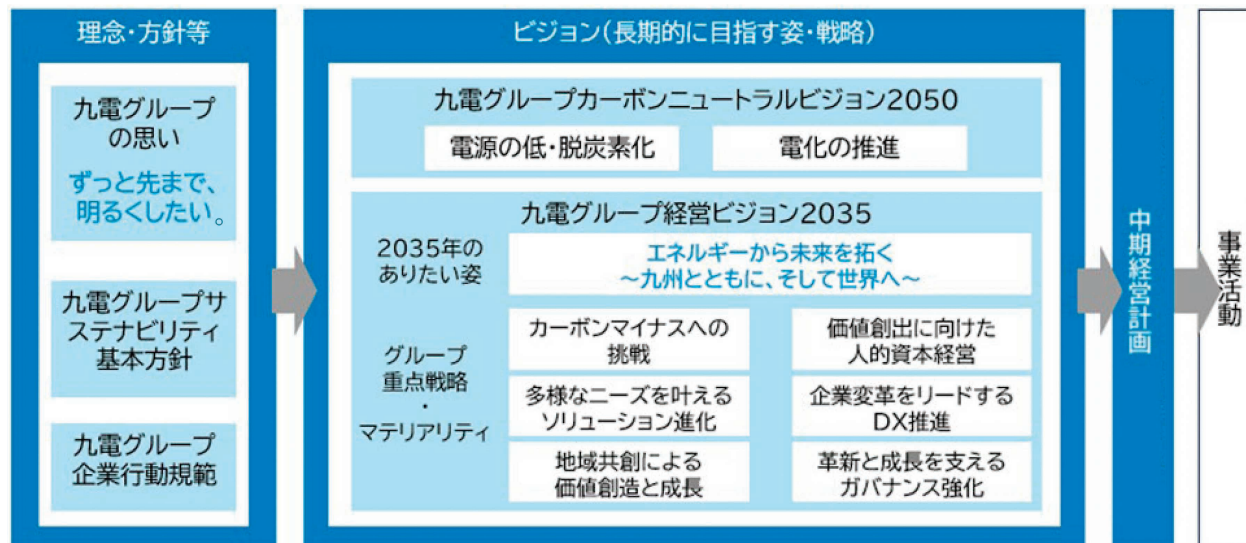 理念・方針等
九電グループ
の思い
ずっと先まで、
明るくしたい。
九電グループサ
ステナビリティ
基本方針
九電グループ
企業行動規範
ビジョン(長期的に目指す姿・戦略)
九電グループカーボンニュートラルビジョン2050
電源の低・脱炭素化
電化の推進
九電グループ経営ビジョン2035
2035年の
ありたい姿
エネルギーから未来を拓く
~九州とともに、そして世界へ~
グループ
重点戦略
・
マテリアリティ
カーボンマイナスへの
挑戦
価値創出に向けた
人的資本経営
多様なニーズを叶える
ソリューション進化
企業変革をリードする
DX推進
地域共創による
価値創造と成長
革新と成長を支える
ガバナンス強化
中期経営計画
事業活動